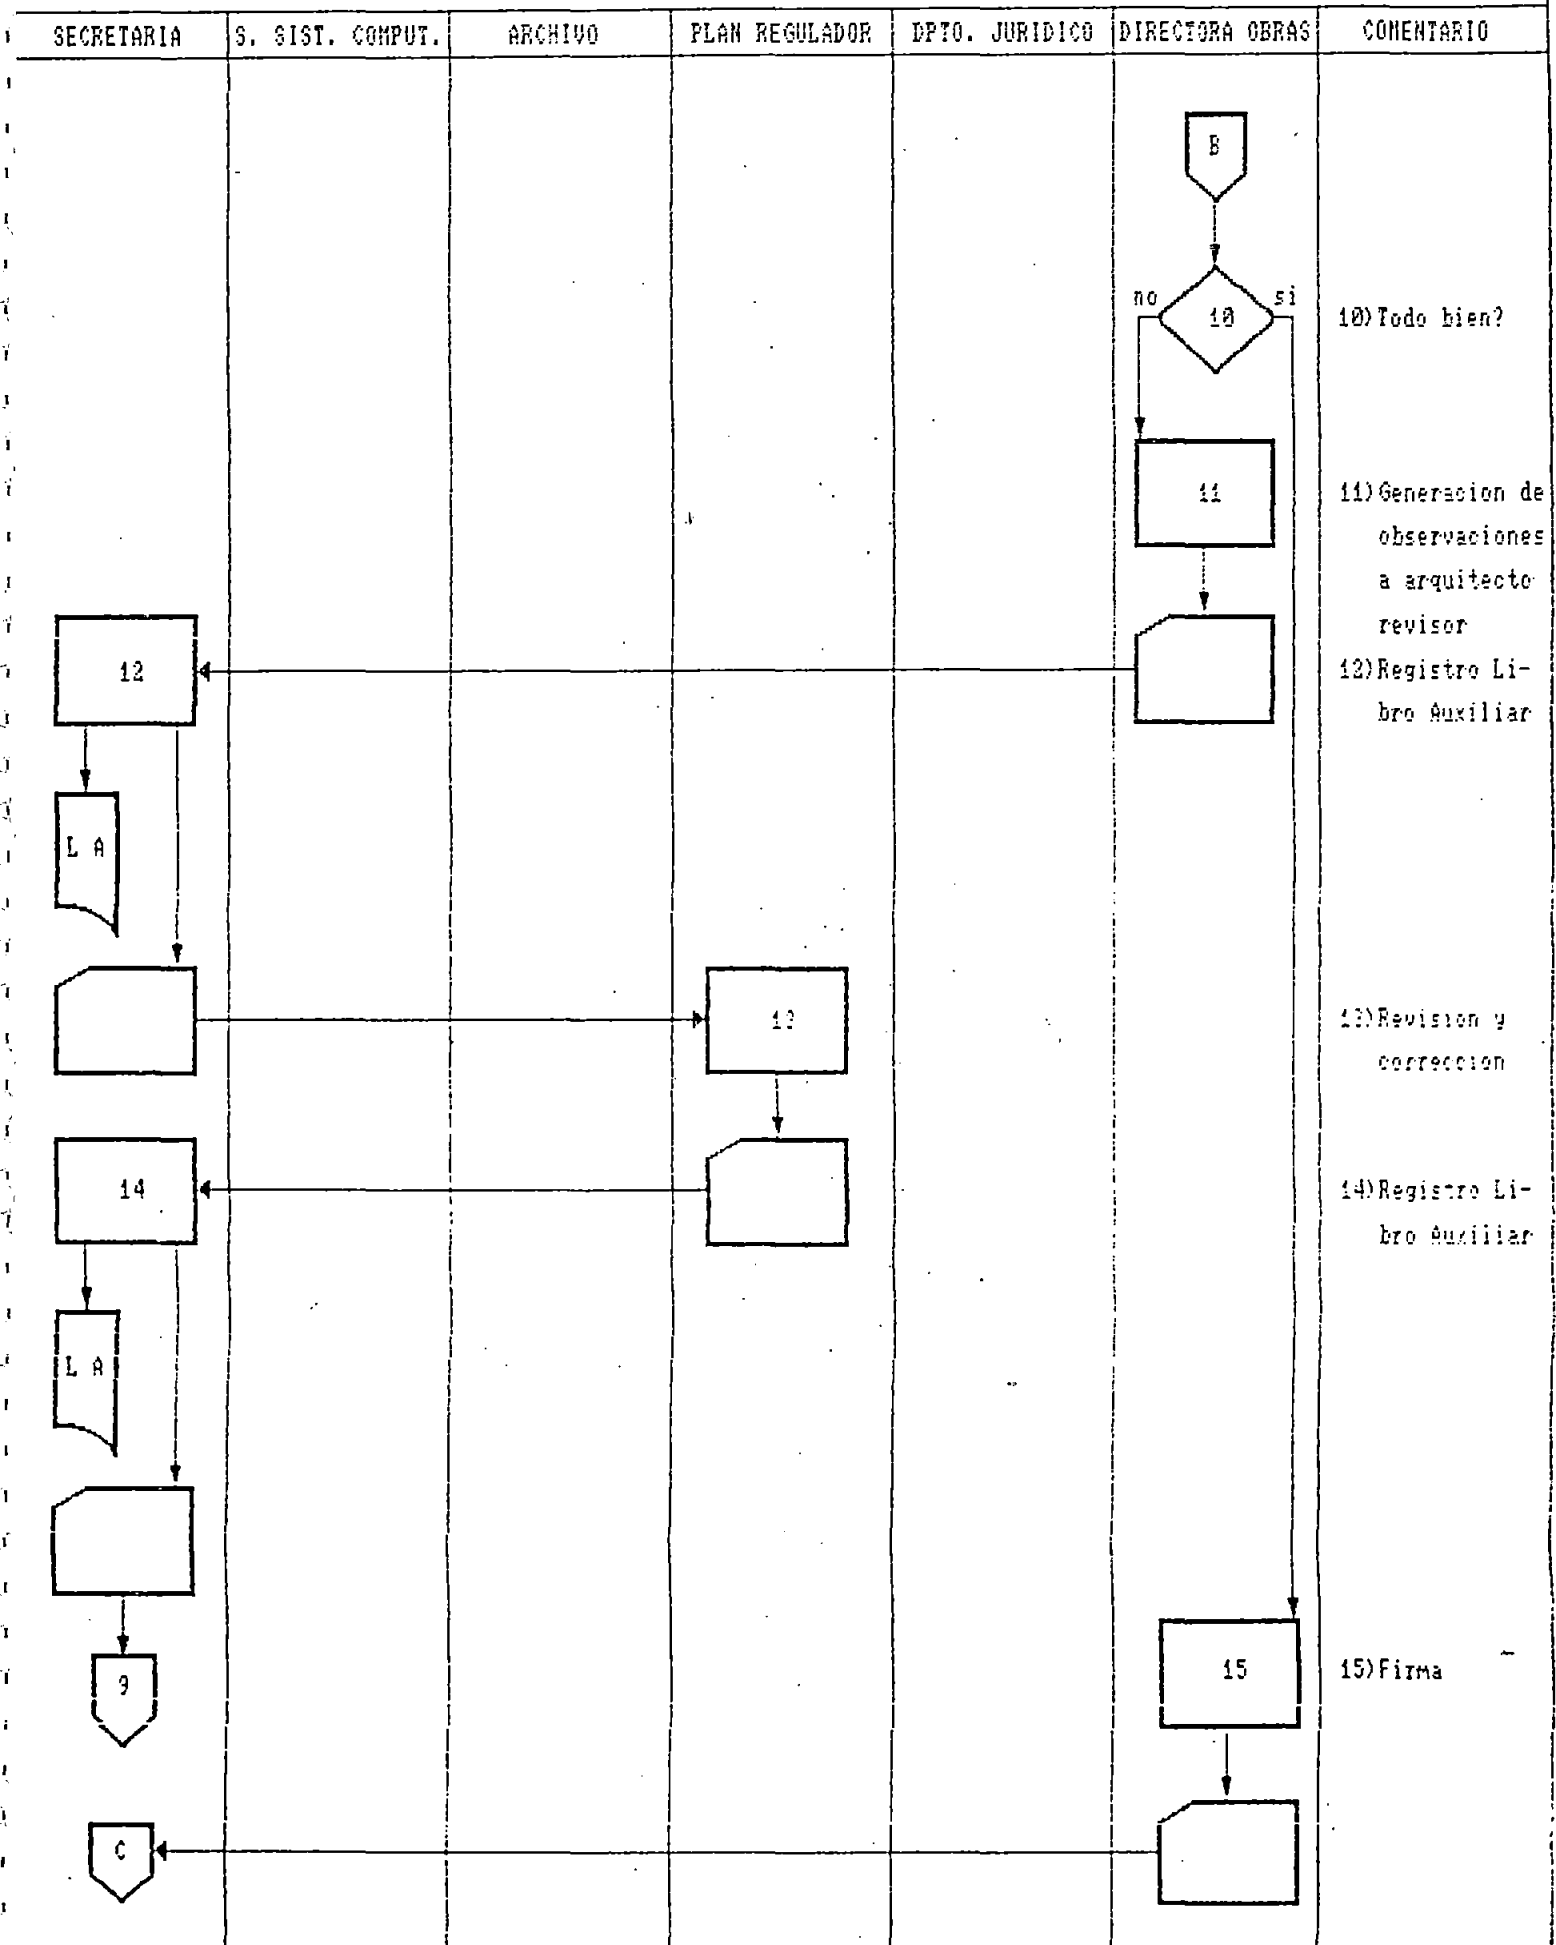 SECRETARIA S. SIST. COMPUT. ARCHIVO PLAN REGULADOR DPTO. JURIDICO DIRECTORA OBRAS COMENTARIO
B
no si
10 10)Todo bien?
11 11)Generacion de
observaciones
a arquitecto
revisor
12 12)Registro Li-
bro Auxiliar
L A
13 13)Revision y
correccion
14 14)Registro Li-
bro Auxiliar
L A
9 15 15)Firma
C